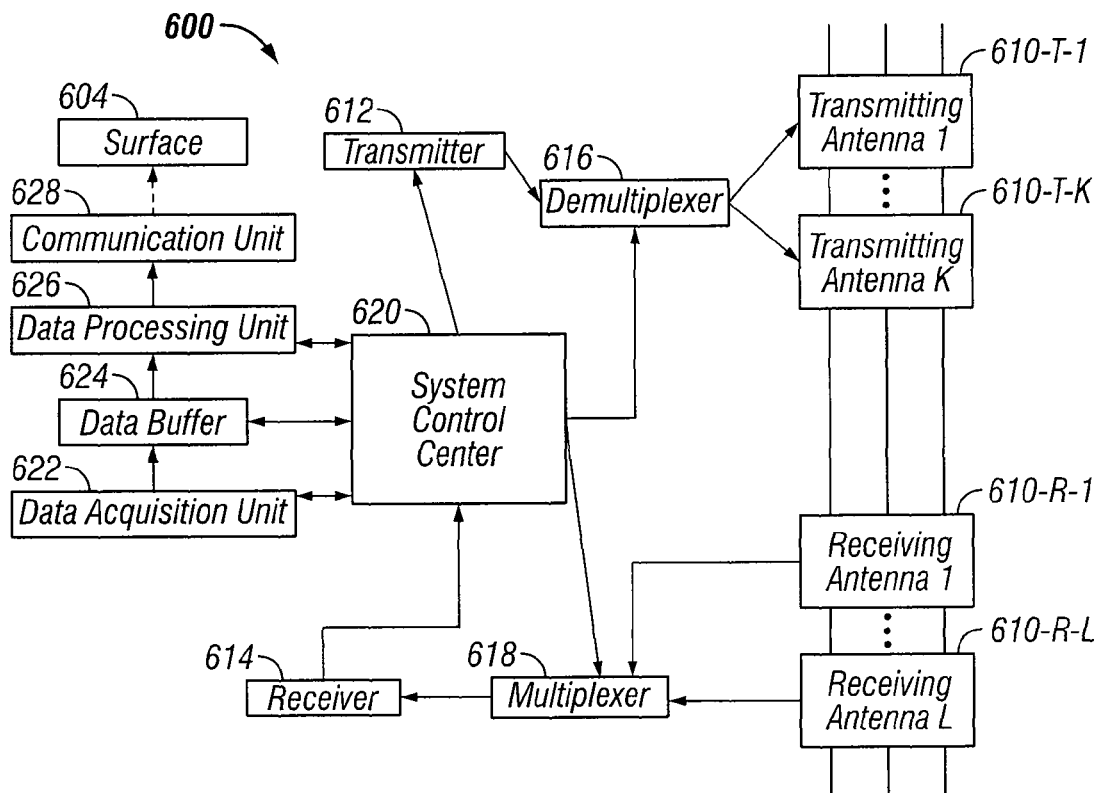 600
604
Surface
612
Transmitter
616
Demultiplexer
610-T-1
Transmitting
Antenna 1
610-T-K
Transmitting
Antenna K
628
Communication Unit
626
Data Processing Unit
624
Data Buffer
622
Data Acquisition Unit
620
System
Control
Center
610-R-1
Receiving
Antenna 1
610-R-L
Receiving
Antenna L
614
Receiver
618
Multiplexer